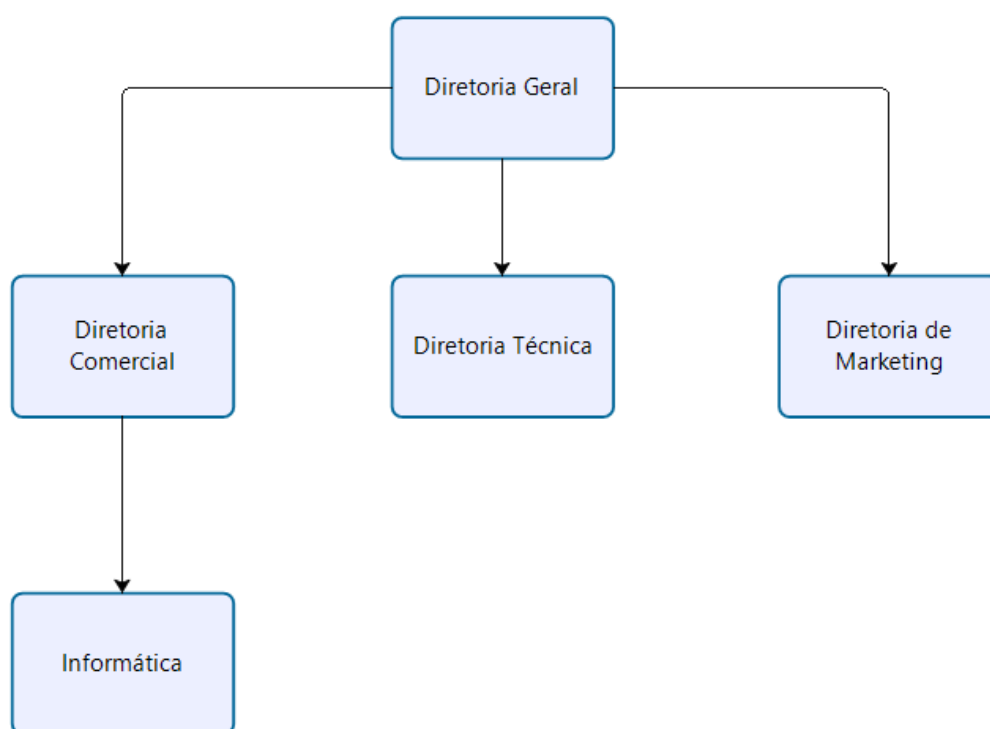 Diretoria Geral
Diretoria
Comercial
Diretoria Técnica
Diretoria de
Marketing
Informática